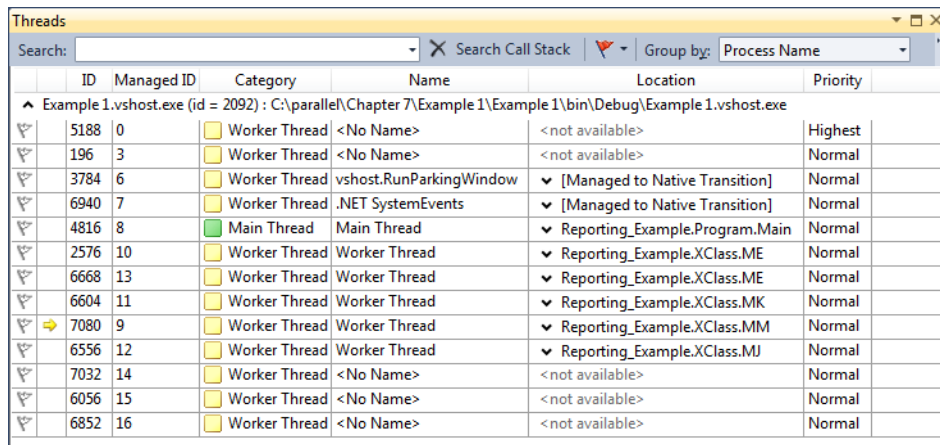 Threads
Search: Search Call Stack Group by: Process Name
ID Managed ID Category Name Location Priority
Example 1.vshost.exe (id = 2092) : C:\parallel\Chapter 7\Example 1\Example 1\bin\Debug\Example 1.vshost.exe
5188 0 Worker Thread <No Name> <not available> Highest
196 3 Worker Thread <No Name> <not available> Normal
3784 6 Worker Thread vshost.RunParkingWindow [Managed to Native Transition] Normal
6940 7 Worker Thread .NET SystemEvents [Managed to Native Transition] Normal
4816 8 Main Thread Main Thread Reporting_Example.Program.Main Normal
2576 10 Worker Thread Worker Thread Reporting_Example.XClass.ME Normal
6668 13 Worker Thread Worker Thread Reporting_Example.XClass.ME Normal
6604 11 Worker Thread Worker Thread Reporting_Example.XClass.MK Normal
7080 9 Worker Thread Worker Thread Reporting_Example.XClass.MM Normal
6556 12 Worker Thread Worker Thread Reporting_Example.XClass.MJ Normal
7032 14 Worker Thread <No Name> <not available> Normal
6056 15 Worker Thread <No Name> <not available> Normal
6852 16 Worker Thread <No Name> <not available> Normal